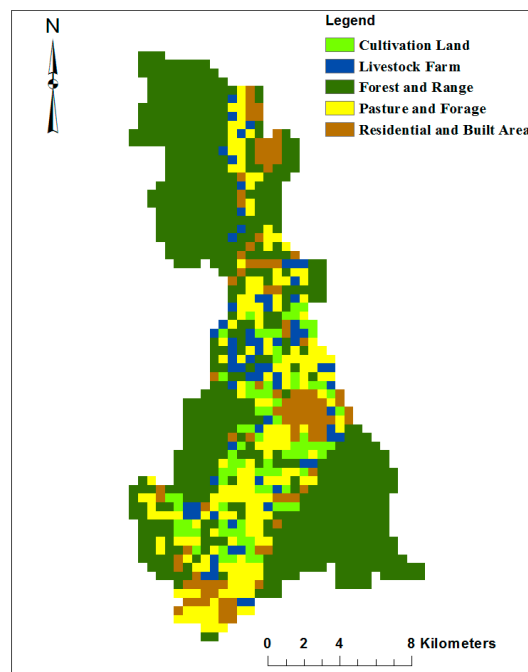 N
Legend
Cultivation Land
Livestock Farm
Forest and Range
Pasture and Forage
Residential and Built Area
0 2 4 8 Kilometers